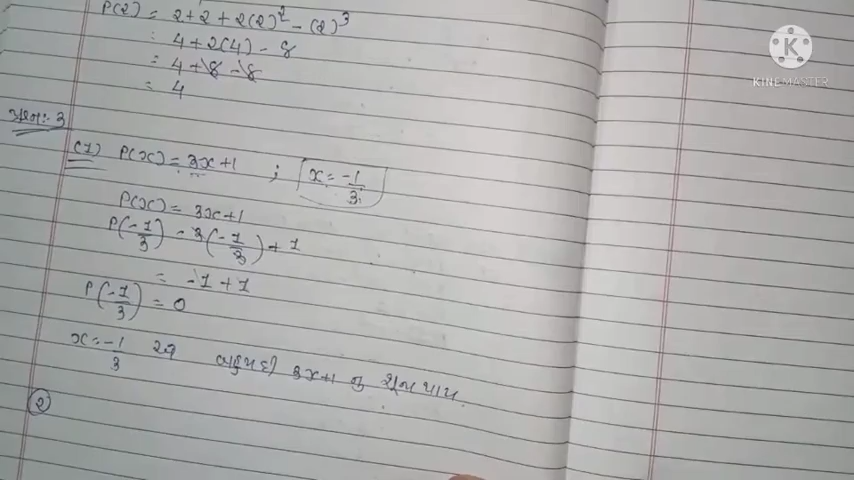 P(2) = 2+2+2(2)² - (2)³
: 4+2(4) - 8
= 4 + 8 - 8
= 4
પ્રશ્ન: 3
(1) P(x) = 3x+1 ; x = -1/3
P(x) = 3x+1
P(-1/3) = 3(-1/3) + 1
= -1 + 1
P(-1/3) = 0
x = -1/3 એ બહુપદી 3x+1 નું શૂન્ય થાય.
2
K
KINEMASTER